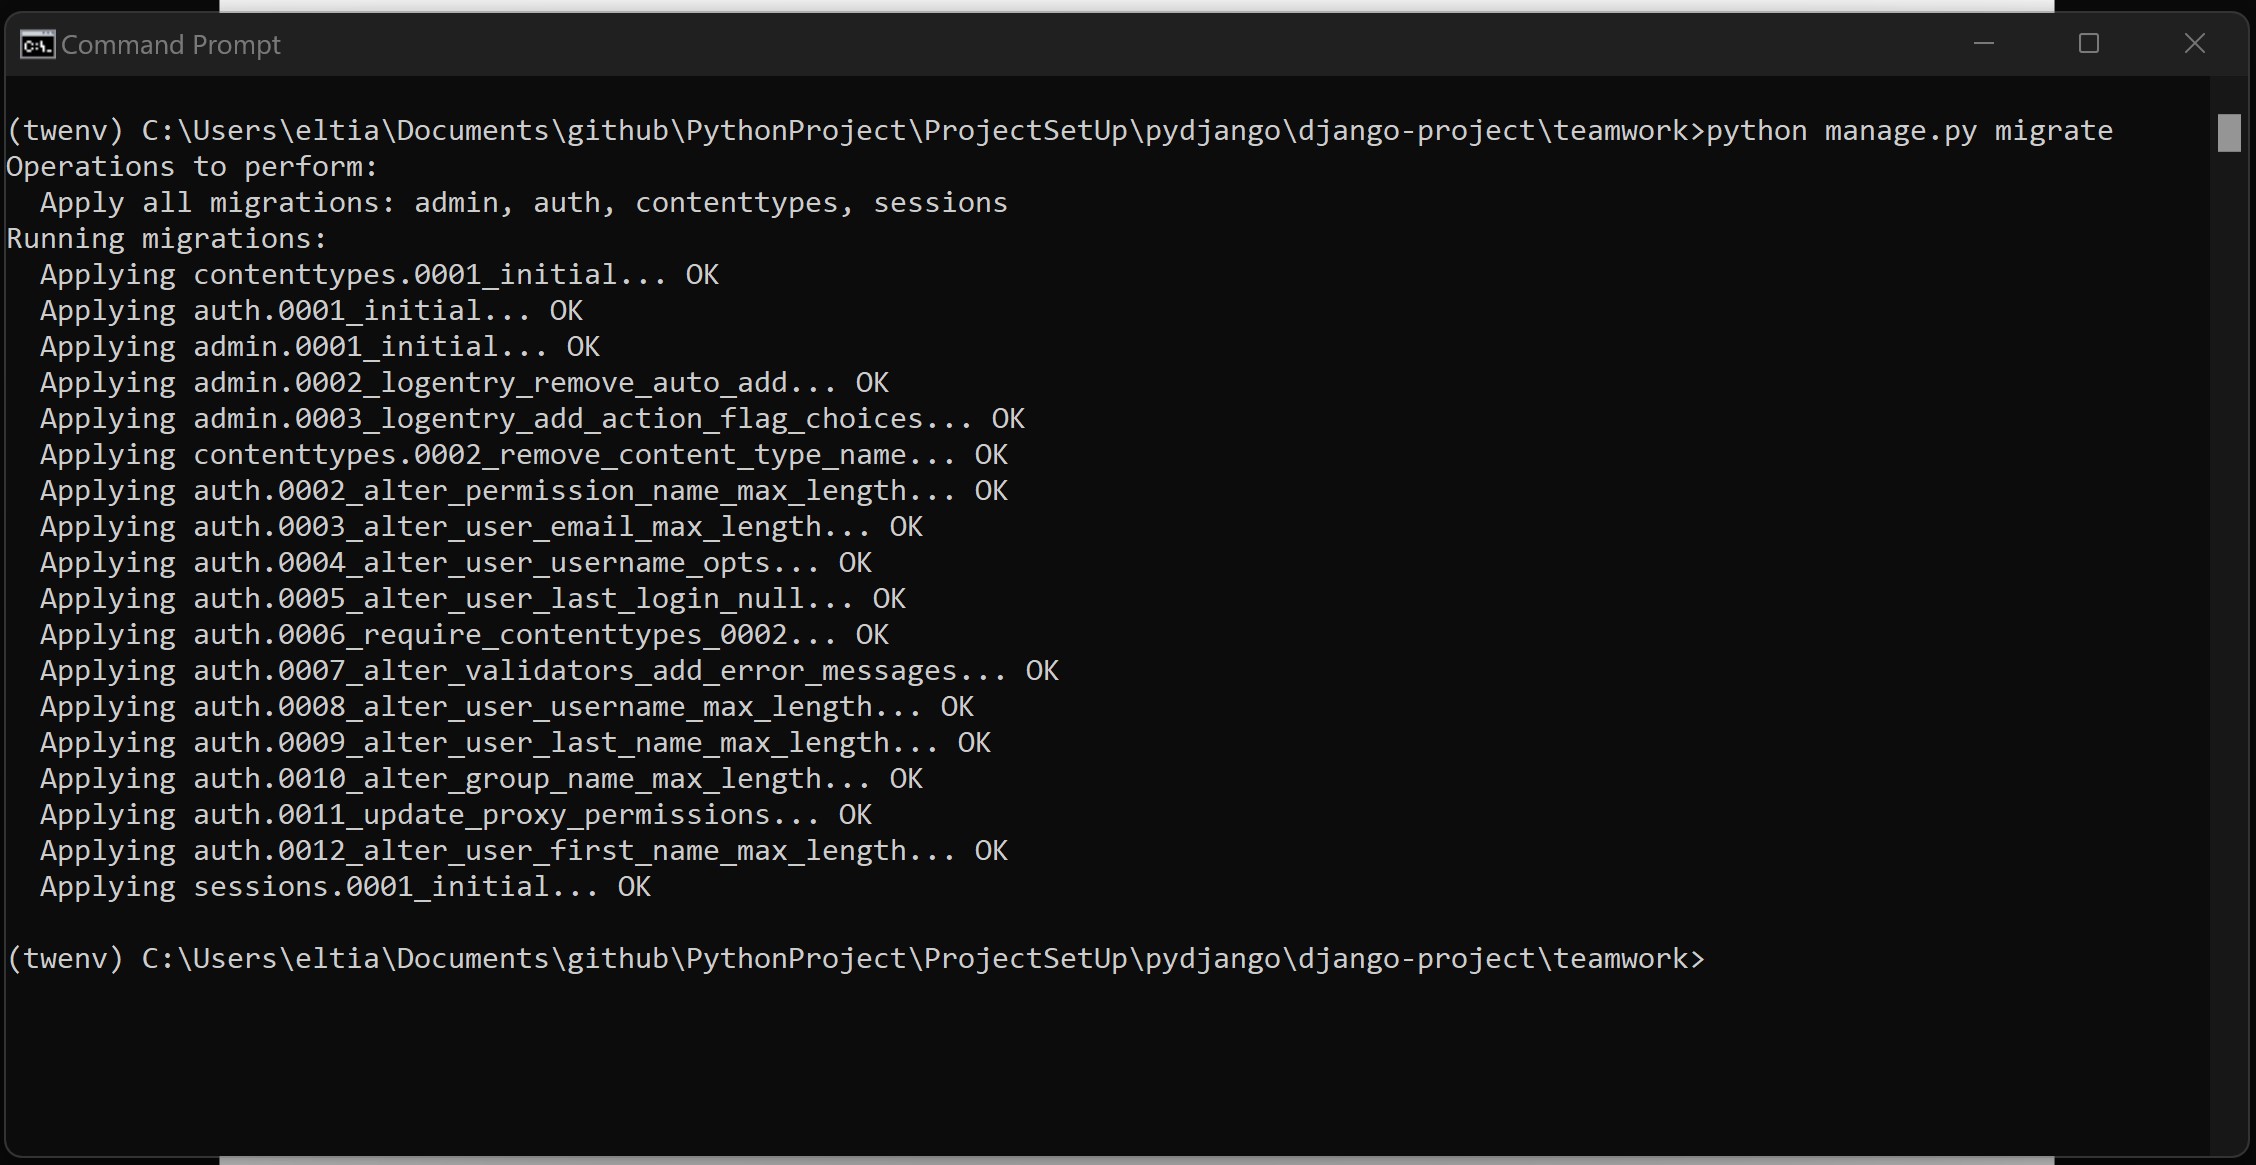 Command Prompt
(twenv) C:\Users\eltia\Documents\github\PythonProject\ProjectSetUp\pydjango\django-project\teamwork>python manage.py migrate
Operations to perform:
  Apply all migrations: admin, auth, contenttypes, sessions
Running migrations:
  Applying contenttypes.0001_initial... OK
  Applying auth.0001_initial... OK
  Applying admin.0001_initial... OK
  Applying admin.0002_logentry_remove_auto_add... OK
  Applying admin.0003_logentry_add_action_flag_choices... OK
  Applying contenttypes.0002_remove_content_type_name... OK
  Applying auth.0002_alter_permission_name_max_length... OK
  Applying auth.0003_alter_user_email_max_length... OK
  Applying auth.0004_alter_user_username_opts... OK
  Applying auth.0005_alter_user_last_login_null... OK
  Applying auth.0006_require_contenttypes_0002... OK
  Applying auth.0007_alter_validators_add_error_messages... OK
  Applying auth.0008_alter_user_username_max_length... OK
  Applying auth.0009_alter_user_last_name_max_length... OK
  Applying auth.0010_alter_group_name_max_length... OK
  Applying auth.0011_update_proxy_permissions... OK
  Applying auth.0012_alter_user_first_name_max_length... OK
  Applying sessions.0001_initial... OK
(twenv) C:\Users\eltia\Documents\github\PythonProject\ProjectSetUp\pydjango\django-project\teamwork>